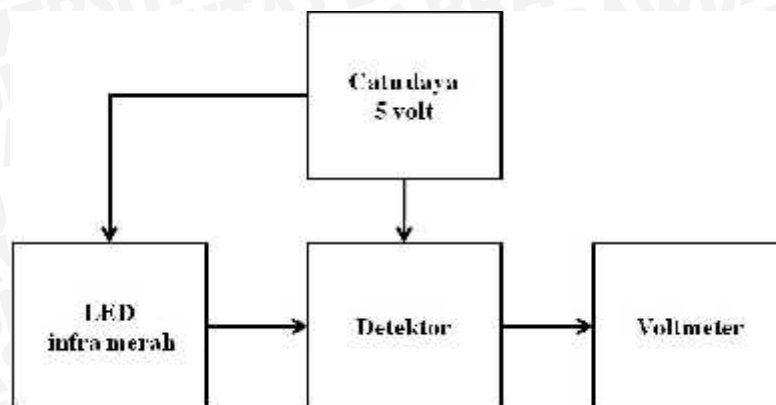 Catu daya
5 volt
LED
infra merah
Detektor
Voltmeter